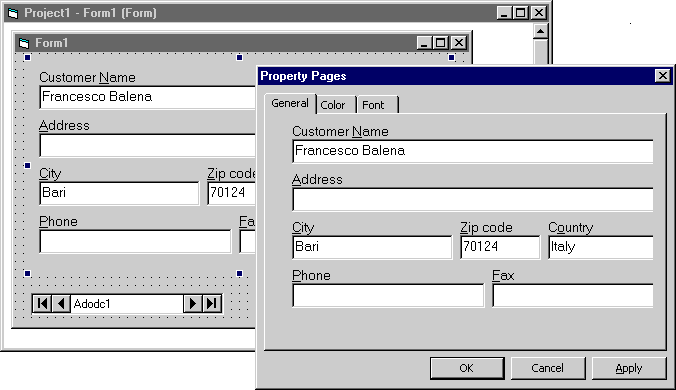 Project1 - Form1 (Form)
Form1
Customer Name
Francesco Balena
Address
City
Zip code
Bari
70124
Phone
Fa
Adodc1
Property Pages
General Color Font
Customer Name
Francesco Balena
Address
City Zip code Country
Bari 70124 Italy
Phone Fax
OK Cancel Apply